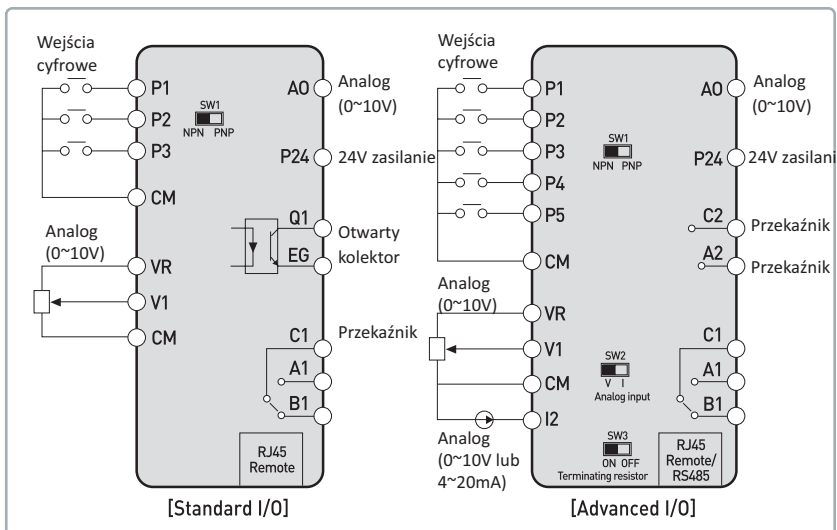 Wejścia
cyfrowe
P1
P2
P3
CM
SW1
NPN PNP
AO
Analog
(0~10V)
P24
24V zasilanie
Q1
EG
Otwarty
kolektor
Analog
(0~10V)
VR
V1
CM
C1
A1
B1
Przekaźnik
RJ45
Remote
[Standard I/O]
Wejścia
cyfrowe
P1
P2
P3
P4
P5
CM
SW1
NPN PNP
AO
Analog
(0~10V)
P24
24V zasilani
C2
Przekaźnik
A2
Przekaźnik
Analog
(0~10V)
VR
V1
CM
I2
SW2
V I
Analog input
C1
A1
B1
Analog
(0~10V lub
4~20mA)
SW3
ON OFF
Terminating resistor
RJ45
Remote/
RS485
[Advanced I/O]